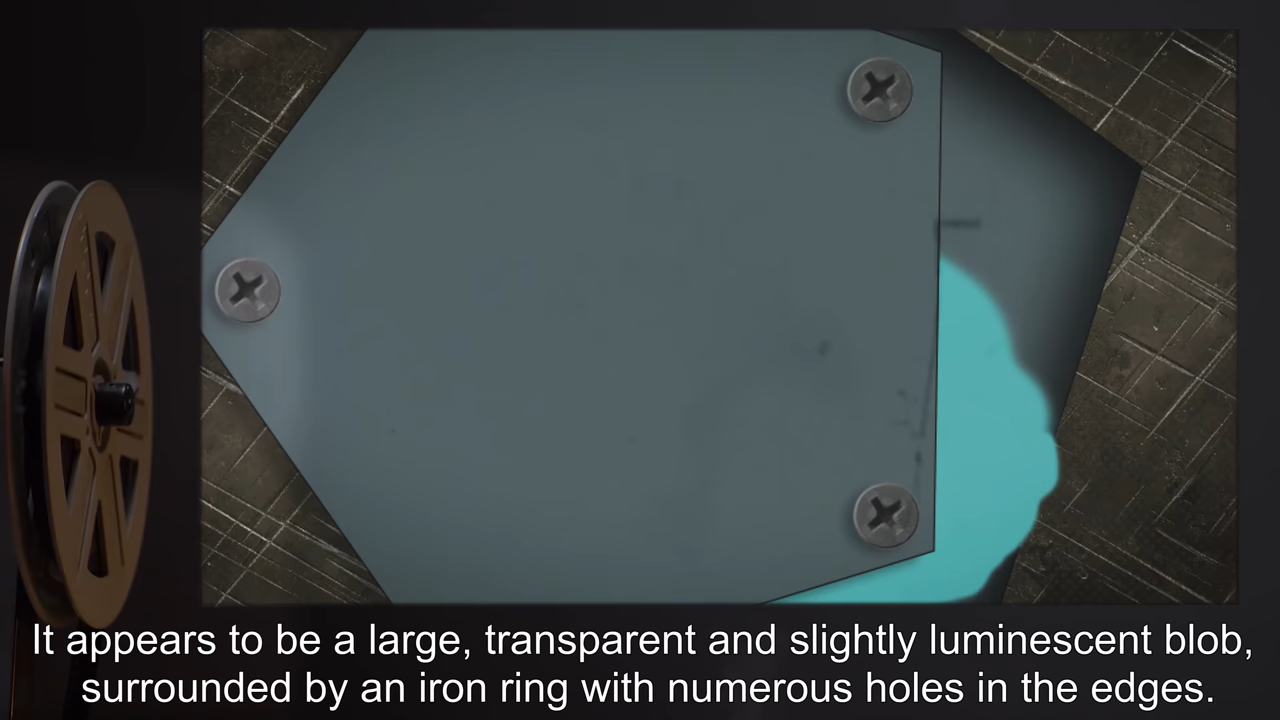 It appears to be a large, transparent and slightly luminescent blob,
surrounded by an iron ring with numerous holes in the edges.